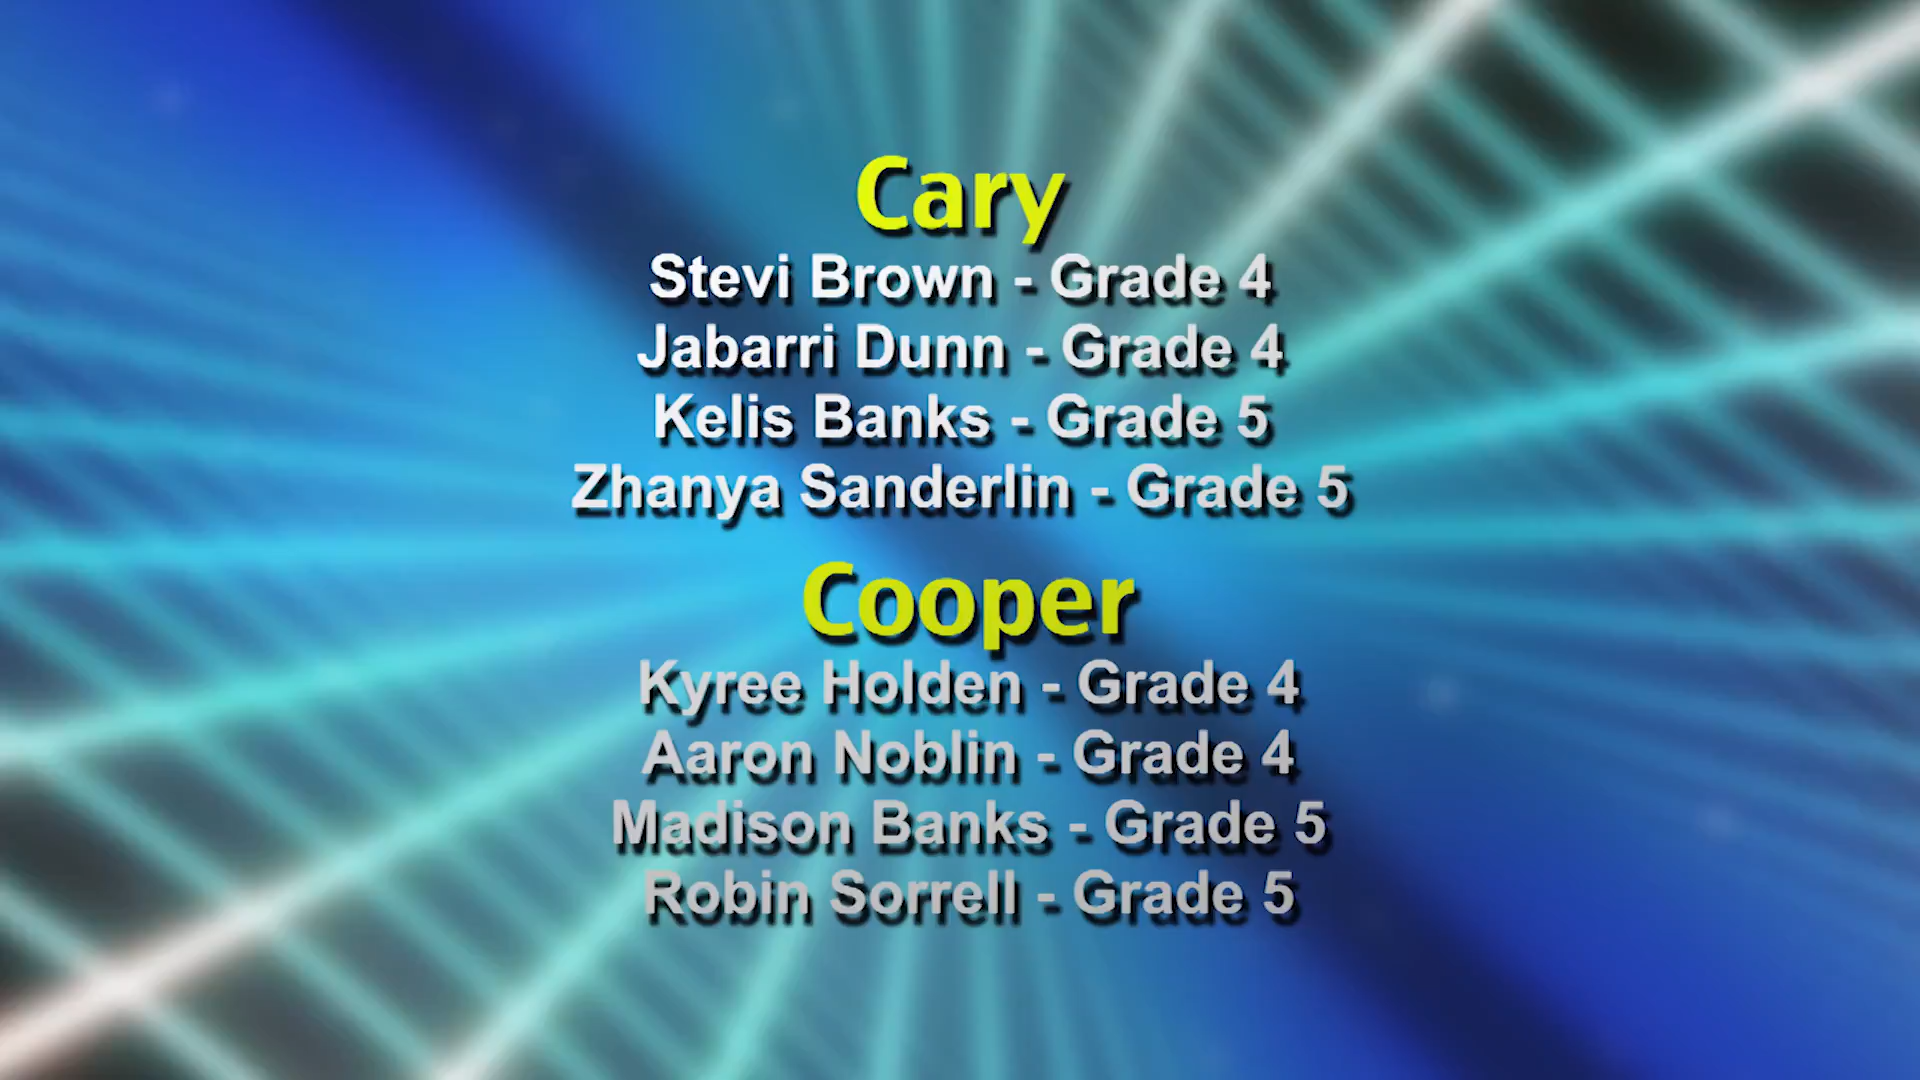 Cary
Stevi Brown - Grade 4
Jabarri Dunn - Grade 4
Kelis Banks - Grade 5
Zhanya Sanderlin - Grade 5
Cooper
Kyree Holden - Grade 4
Aaron Noblin - Grade 4
Madison Banks - Grade 5
Robin Sorrell - Grade 5